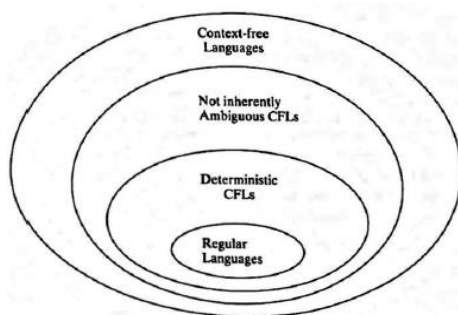 Context-free
Languages
Not inherently
Ambiguous CFLs
Deterministic
CFLs
Regular
Languages